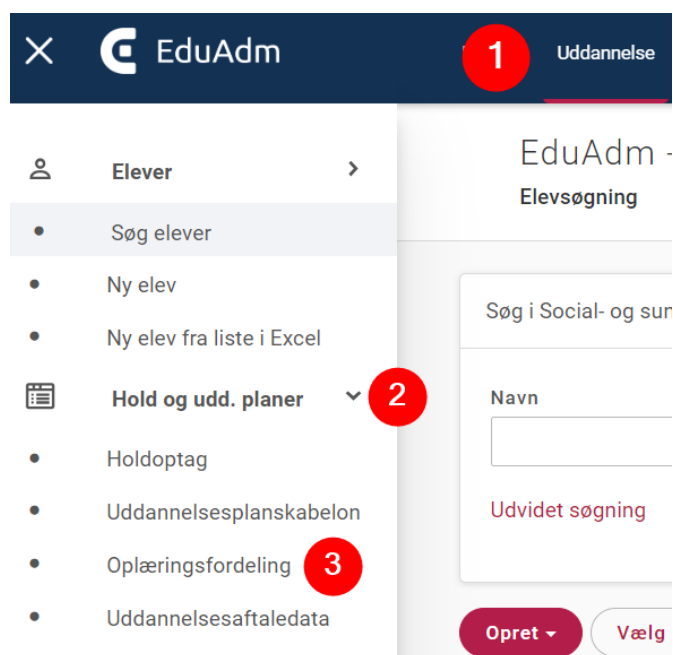 EduAdm
1
Uddannelse
Elever
Søg elever
Ny elev
Ny elev fra liste i Excel
Hold og udd. planer
2
Holdoptag
Uddannelsesplanskabelon
Oplæringsfordeling
3
Uddannelsesaftaledata
EduAdm -
Elevsøgning
Søg i Social- og sun
Navn
Udvidet søgning
Opret
Vælg